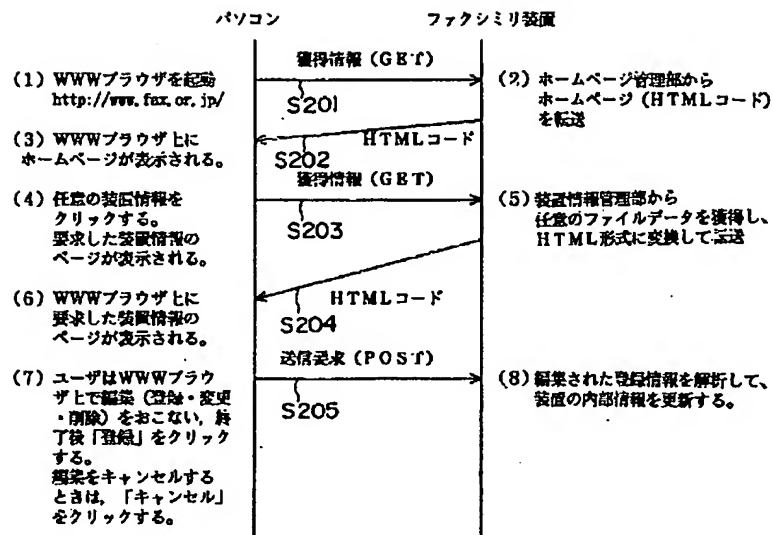 パソコン
ファクシミリ装置
獲得情報（GET）
(1) WWWブラウザを起動
http://www.fax.or.jp/
S201
(2) ホームページ管理部から
ホームページ（HTMLコード）
を転送
(3) WWWブラウザ上に
ホームページが表示される。
HTMLコード
S202
獲得情報（GET）
(4) 任意の装置情報を
クリックする。
要求した装置情報の
ページが表示される。
S203
(5) 装置情報管理部から
任意のファイルデータを獲得し、
HTML形式に変換して転送
(6) WWWブラウザ上に
要求した装置情報の
ページが表示される。
HTMLコード
S204
送信要求（POST）
(7) ユーザはWWWブラウ
ザ上で編集（登録・変更
・削除）をおこない，終
了後「登録」をクリック
する。
編集をキャンセルする
ときは，「キャンセル」
をクリックする。
S205
(8) 編集された登録情報を解析して、
装置の内部情報を更新する。